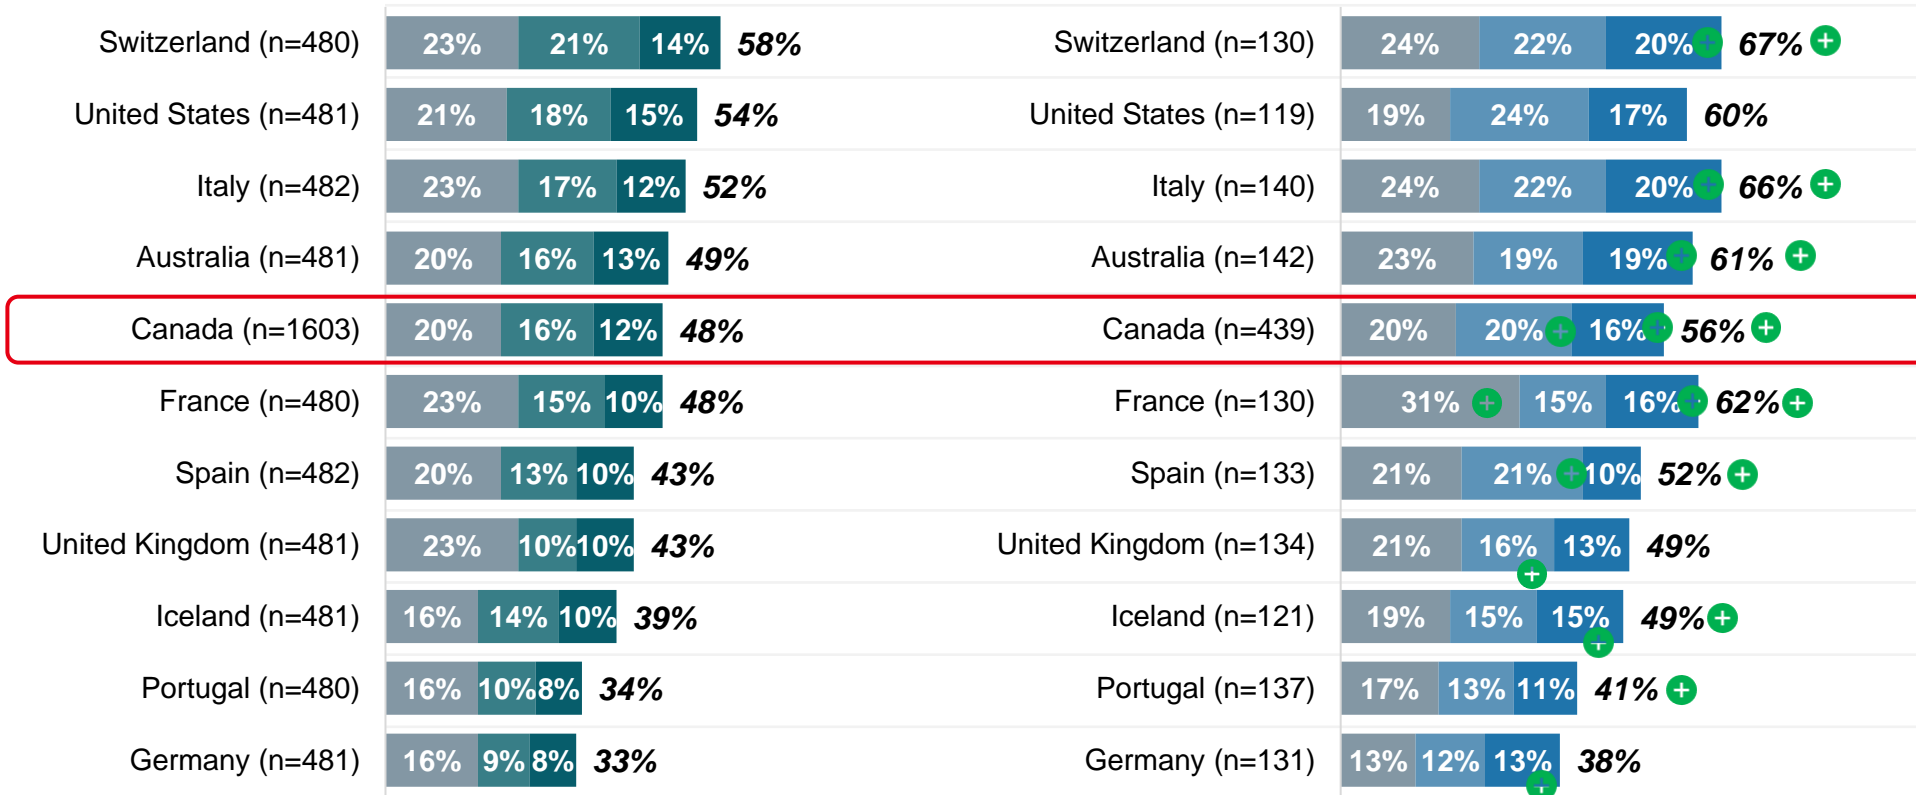 Switzerland (n=480) 23% 21% 14% 58% Switzerland (n=130) 24% 22% 20% + 67% +
United States (n=481) 21% 18% 15% 54% United States (n=119) 19% 24% 17% 60%
Italy (n=482) 23% 17% 12% 52% Italy (n=140) 24% 22% 20% + 66% +
Australia (n=481) 20% 16% 13% 49% Australia (n=142) 23% 19% 19% + 61% +
Canada (n=1603) 20% 16% 12% 48% Canada (n=439) 20% 20% + 16% + 56% +
France (n=480) 23% 15% 10% 48% France (n=130) 31% + 15% 16% + 62% +
Spain (n=482) 20% 13% 10% 43% Spain (n=133) 21% 21% + 10% 52% +
United Kingdom (n=481) 23% 10% 10% 43% United Kingdom (n=134) 21% 16% + 13% 49%
Iceland (n=481) 16% 14% 10% 39% Iceland (n=121) 19% 15% 15% + 49% +
Portugal (n=480) 16% 10% 8% 34% Portugal (n=137) 17% 13% 11% 41% +
Germany (n=481) 16% 9% 8% 33% Germany (n=131) 13% 12% 13% + 38%